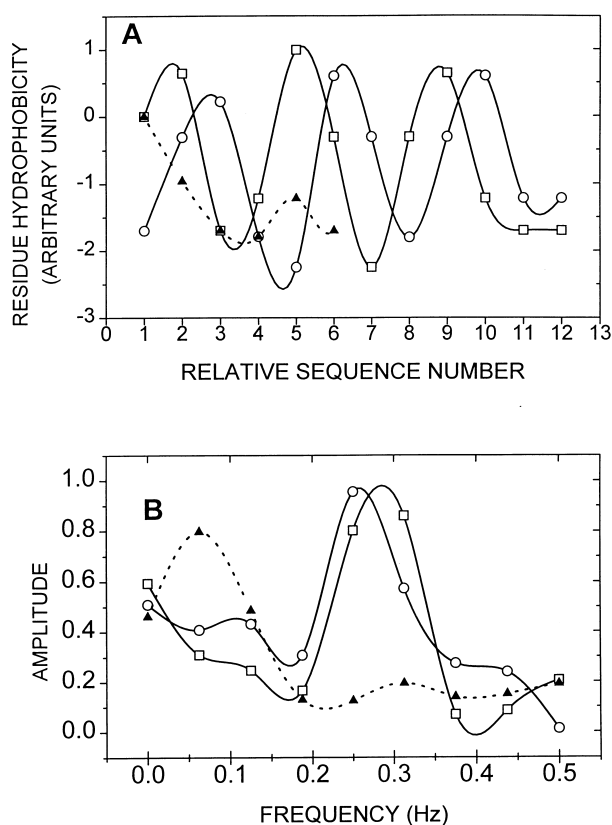 A
RESIDUE HYDROPHOBICITY
(ARBITRARY UNITS)
1
0
-1
-2
-3
0 1 2 3 4 5 6 7 8 9 10 11 12 13
RELATIVE SEQUENCE NUMBER
B
AMPLITUDE
1.0
0.8
0.6
0.4
0.2
0.0
0.0 0.1 0.2 0.3 0.4 0.5
FREQUENCY (Hz)